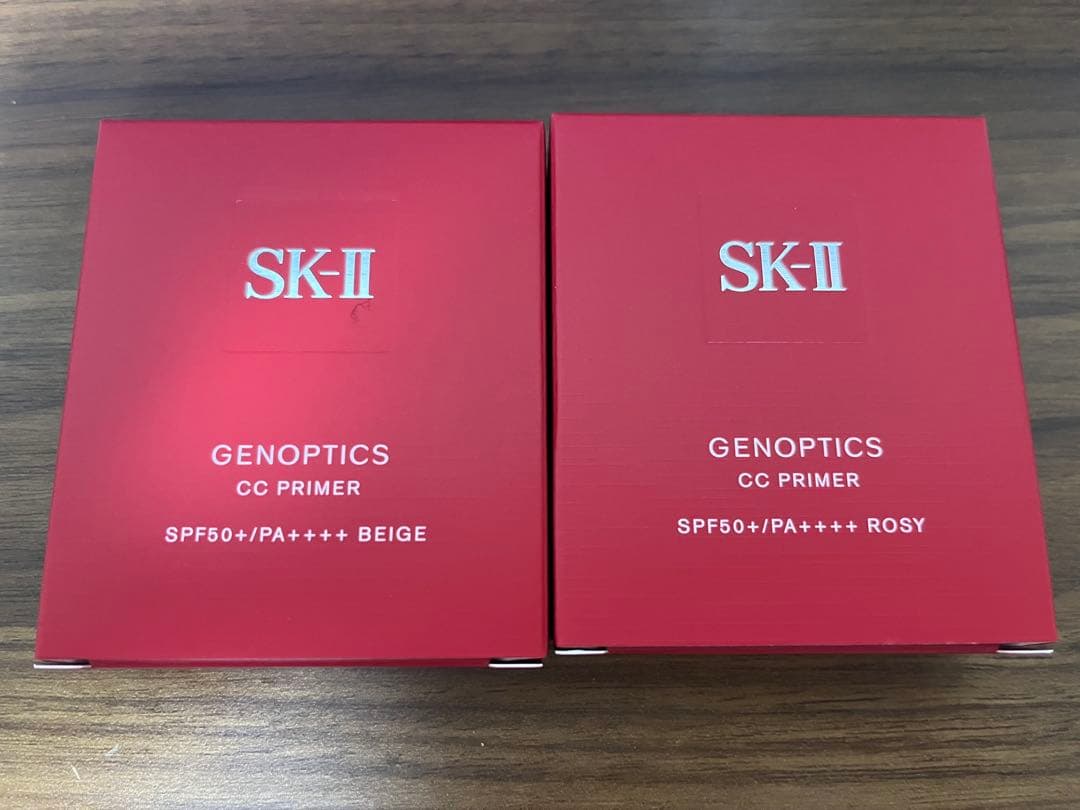 SK-II
GENOPTICS
CC PRIMER
SPF50+/PA++++ BEIGE
SK-II
GENOPTICS
CC PRIMER
SPF50+/PA++++ ROSY